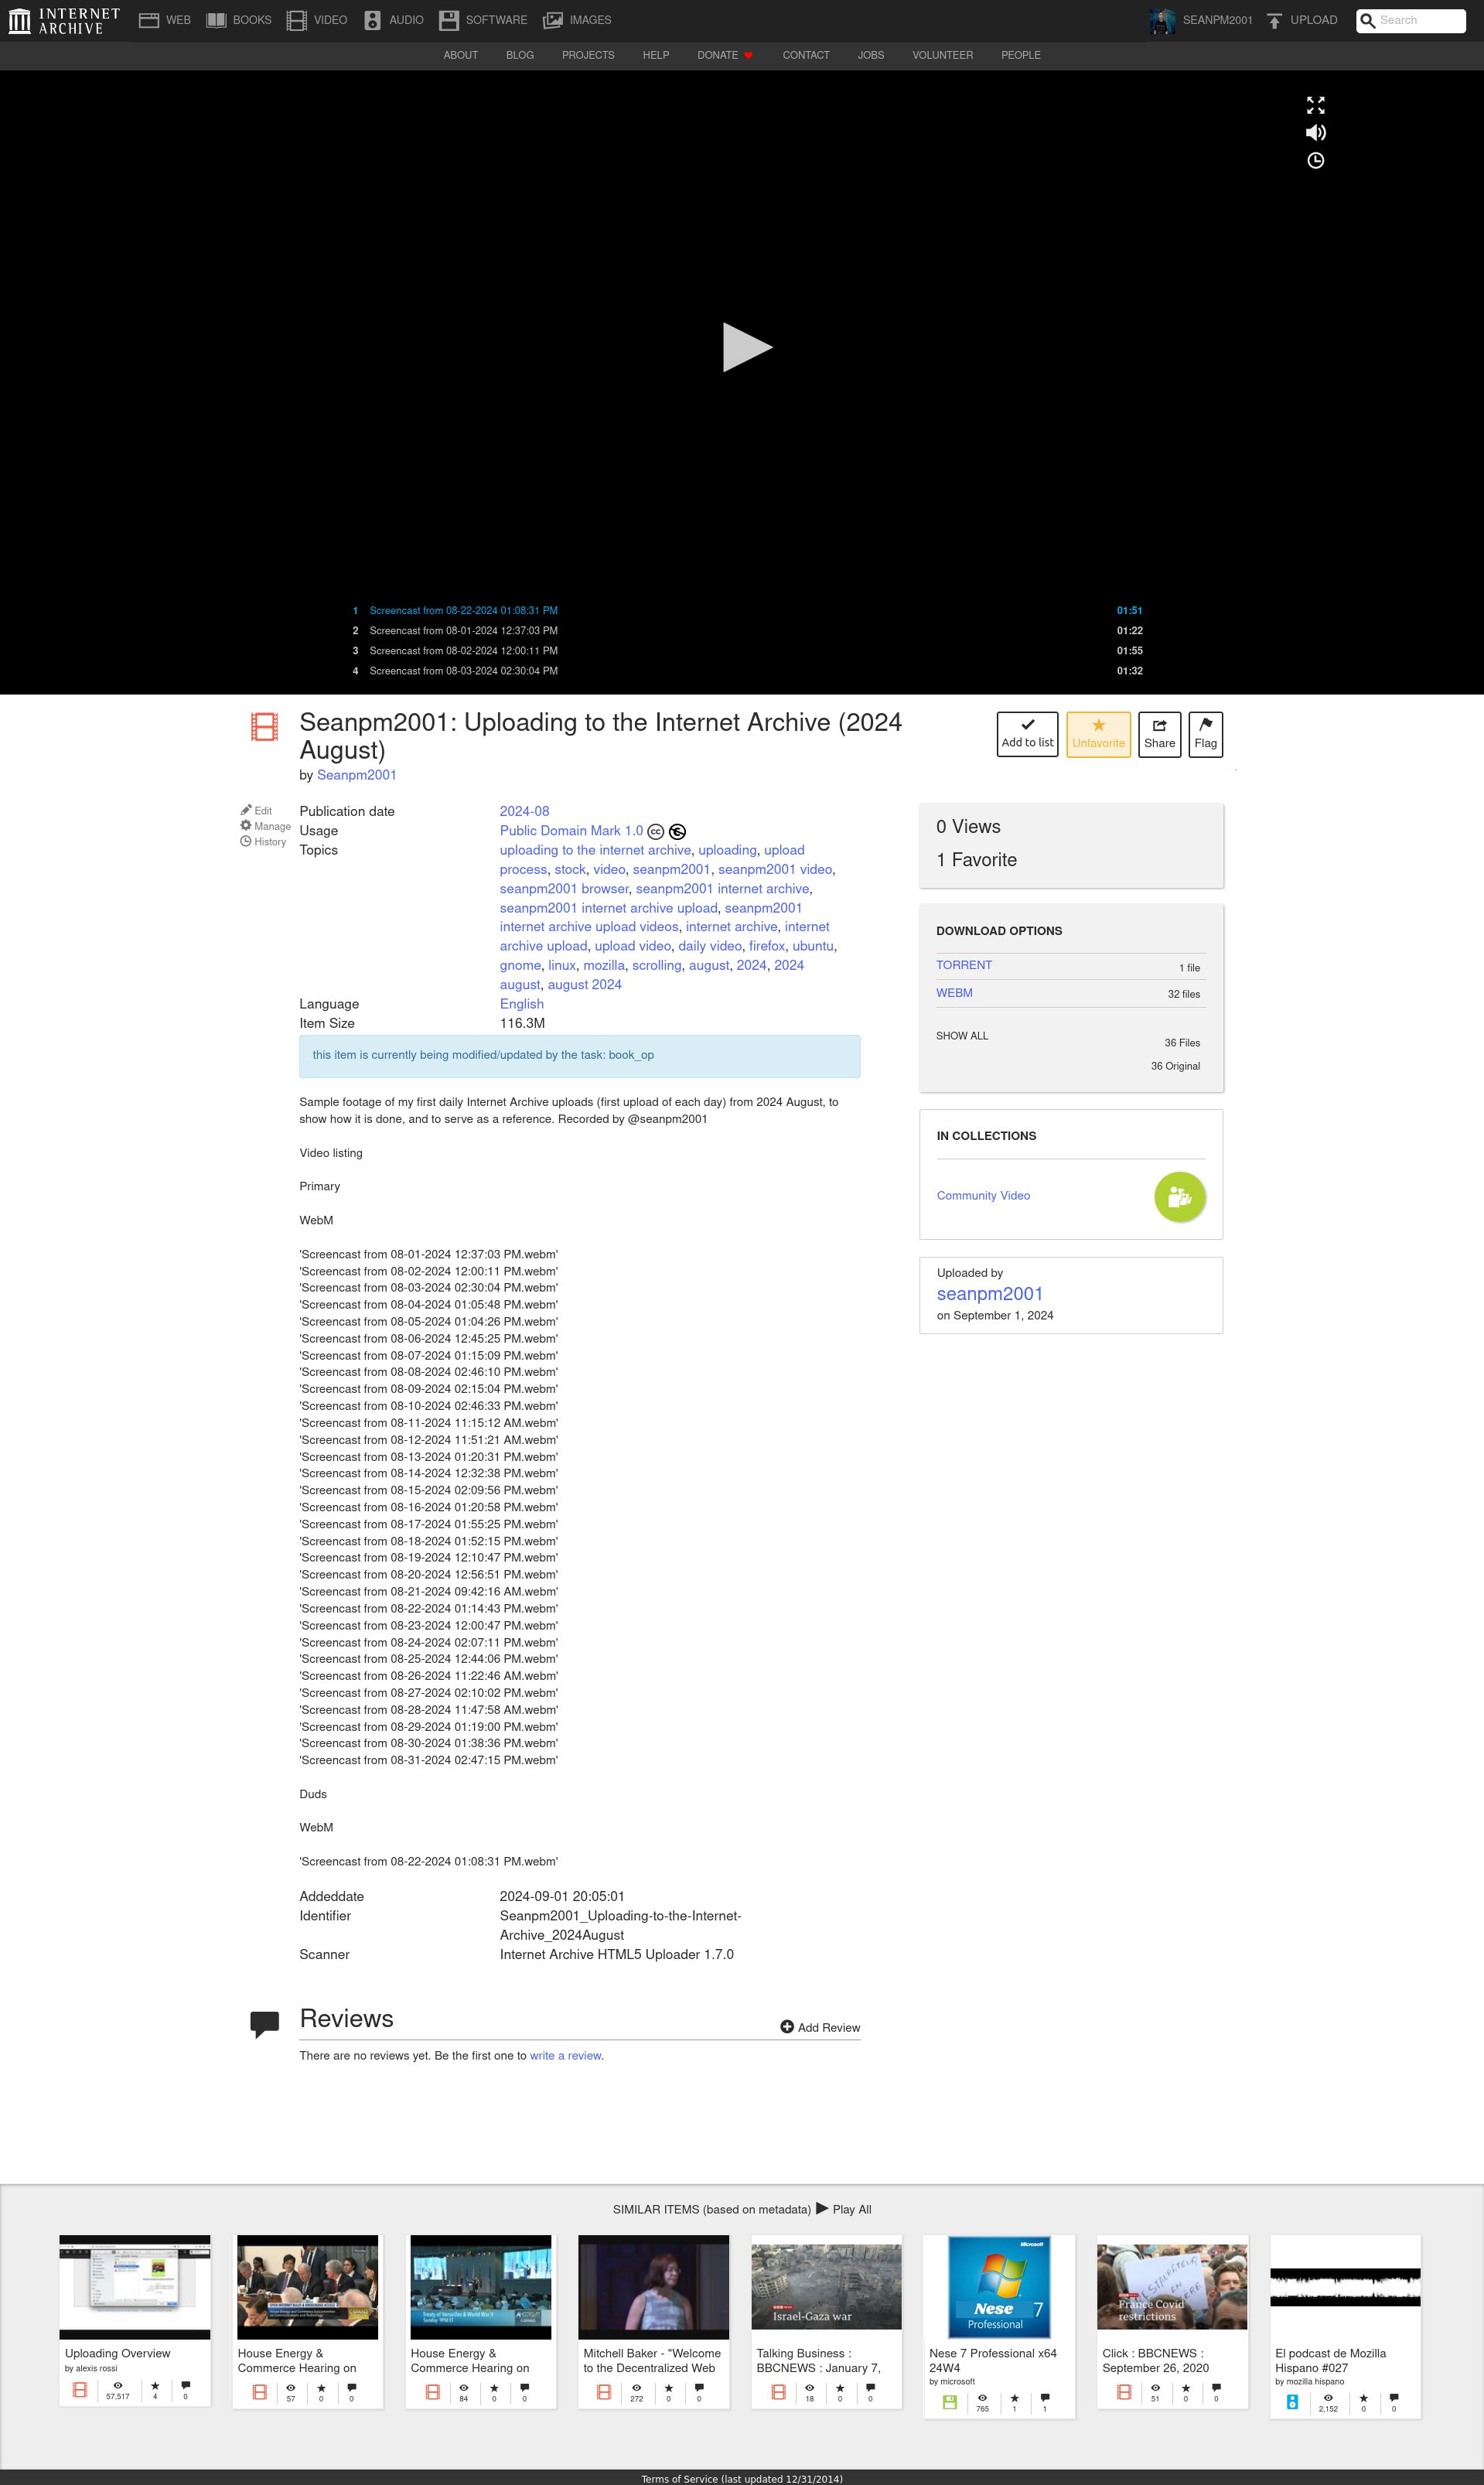 INTERNET ARCHIVE WEB BOOKS VIDEO AUDIO SOFTWARE IMAGES SEANPM2001 UPLOAD Search
ABOUT BLOG PROJECTS HELP DONATE CONTACT JOBS VOLUNTEER PEOPLE
1 Screencast from 08-22-2024 01:08:31 PM 01:51
2 Screencast from 08-01-2024 12:37:03 PM 01:22
3 Screencast from 08-02-2024 12:00:11 PM 01:55
4 Screencast from 08-03-2024 02:30:04 PM 01:32
Seanpm2001: Uploading to the Internet Archive (2024
August)
by Seanpm2001
Add to list Unfavorite Share Flag
Edit
Manage
History
Publication date 2024-08
Usage Public Domain Mark 1.0
Topics uploading to the internet archive, uploading, upload
process, stock, video, seanpm2001, seanpm2001 video,
seanpm2001 browser, seanpm2001 internet archive,
seanpm2001 internet archive upload, seanpm2001
internet archive upload videos, internet archive, internet
archive upload, upload video, daily video, firefox, ubuntu,
gnome, linux, mozilla, scrolling, august, 2024, 2024
august, august 2024
Language English
Item Size 116.3M
this item is currently being modified/updated by the task: book_op
Sample footage of my first daily Internet Archive uploads (first upload of each day) from 2024 August, to
show how it is done, and to serve as a reference. Recorded by @seanpm2001
Video listing
Primary
WebM
'Screencast from 08-01-2024 12:37:03 PM.webm'
'Screencast from 08-02-2024 12:00:11 PM.webm'
'Screencast from 08-03-2024 02:30:04 PM.webm'
'Screencast from 08-04-2024 01:05:48 PM.webm'
'Screencast from 08-05-2024 01:04:26 PM.webm'
'Screencast from 08-06-2024 12:45:25 PM.webm'
'Screencast from 08-07-2024 01:15:09 PM.webm'
'Screencast from 08-08-2024 02:46:10 PM.webm'
'Screencast from 08-09-2024 02:15:04 PM.webm'
'Screencast from 08-10-2024 02:46:33 PM.webm'
'Screencast from 08-11-2024 11:15:12 AM.webm'
'Screencast from 08-12-2024 11:51:21 AM.webm'
'Screencast from 08-13-2024 01:20:31 PM.webm'
'Screencast from 08-14-2024 12:32:38 PM.webm'
'Screencast from 08-15-2024 02:09:56 PM.webm'
'Screencast from 08-16-2024 01:20:58 PM.webm'
'Screencast from 08-17-2024 01:55:25 PM.webm'
'Screencast from 08-18-2024 01:52:15 PM.webm'
'Screencast from 08-19-2024 12:10:47 PM.webm'
'Screencast from 08-20-2024 12:56:51 PM.webm'
'Screencast from 08-21-2024 09:42:16 AM.webm'
'Screencast from 08-22-2024 01:14:43 PM.webm'
'Screencast from 08-23-2024 12:00:47 PM.webm'
'Screencast from 08-24-2024 02:07:11 PM.webm'
'Screencast from 08-25-2024 12:44:06 PM.webm'
'Screencast from 08-26-2024 11:22:46 AM.webm'
'Screencast from 08-27-2024 02:10:02 PM.webm'
'Screencast from 08-28-2024 11:47:58 AM.webm'
'Screencast from 08-29-2024 01:19:00 PM.webm'
'Screencast from 08-30-2024 01:38:36 PM.webm'
'Screencast from 08-31-2024 02:47:15 PM.webm'
Duds
WebM
'Screencast from 08-22-2024 01:08:31 PM.webm'
Addeddate 2024-09-01 20:05:01
Identifier Seanpm2001_Uploading-to-the-Internet-
Archive_2024August
Scanner Internet Archive HTML5 Uploader 1.7.0
0 Views
1 Favorite
DOWNLOAD OPTIONS
TORRENT 1 file
WEBM 32 files
SHOW ALL 36 Files
36 Original
IN COLLECTIONS
Community Video
Uploaded by
seanpm2001
on September 1, 2024
Reviews
Add Review
There are no reviews yet. Be the first one to write a review.
SIMILAR ITEMS (based on metadata) Play All
Uploading Overview
by alexis rossi
57,517 4 0
House Energy &
Commerce Hearing on
57 0 0
Treaty of Versailles & World War I
House Energy &
Commerce Hearing on
84 0 0
Mitchell Baker - "Welcome
to the Decentralized Web
272 0 0
Israel-Gaza war
Talking Business :
BBCNEWS : January 7,
18 0 0
Microsoft
Nese 7
Professional
Nese 7 Professional x64
24W4
by microsoft
765 1 1
France Covid
restrictions
Click : BBCNEWS :
September 26, 2020
51 0 0
El podcast de Mozilla
Hispano #027
by mozilla hispano
2,152 0 0
Terms of Service (last updated 12/31/2014)